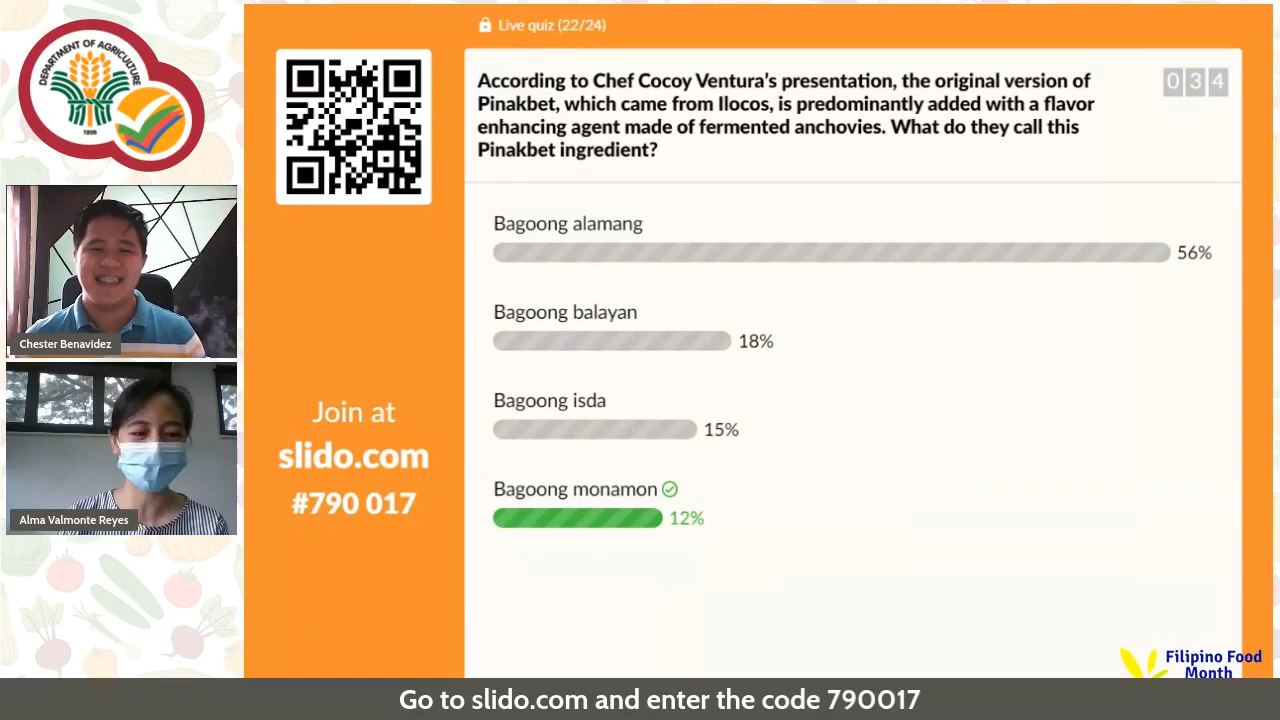 DEPARTMENT OF AGRICULTURE
1898
Live quiz (22/24)
According to Chef Cocoy Ventura's presentation, the original version of
Pinakbet, which came from Ilocos, is predominantly added with a flavor
enhancing agent made of fermented anchovies. What do they call this
Pinakbet ingredient?
034
Bagoong alamang
56%
Bagoong balayan
18%
Bagoong isda
15%
Bagoong monamon
12%
Join at
slido.com
#790 017
Chester Benavidez
Alma Valmonte Reyes
Filipino Food
Month
Go to slido.com and enter the code 790017